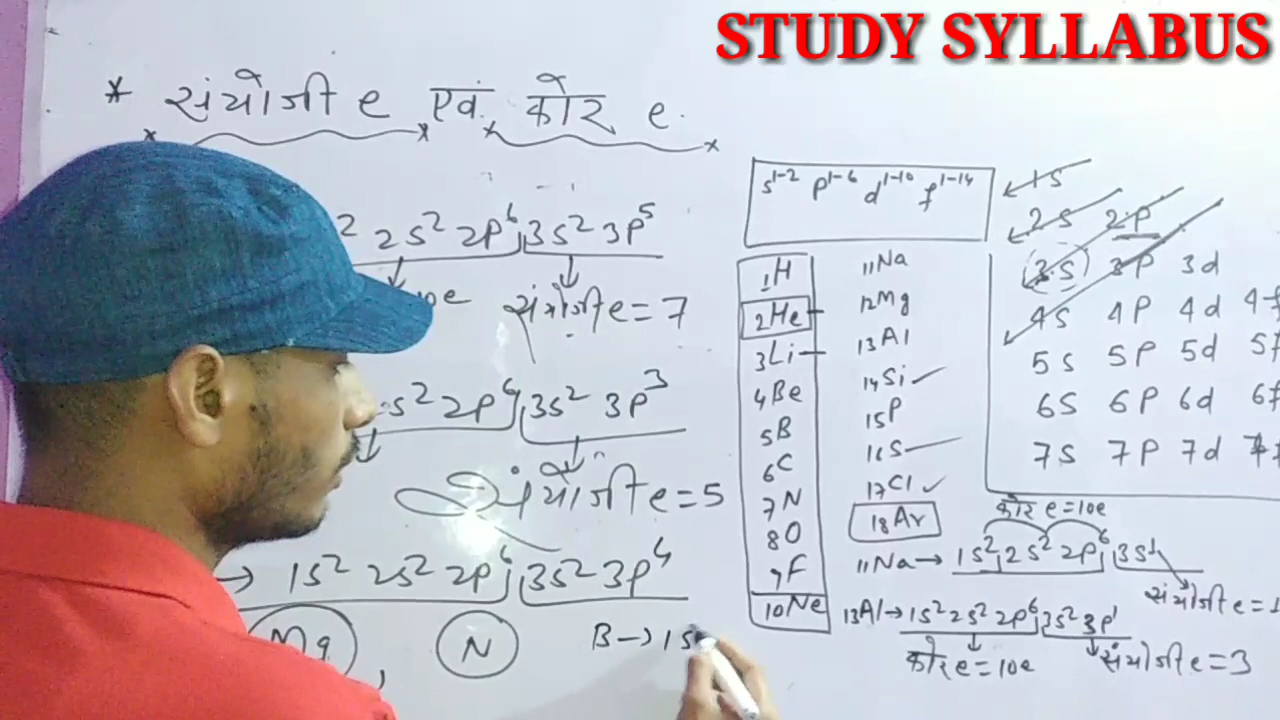 STUDY SYLLABUS
* संयोजी e एवं कोर e.
2s² 2p⁶ 3s² 3p⁵
संयोजी e = 7
s² 2p⁶ 3s² 3p³
संयोजी e = 5
→ 1s² 2s² 2p⁶ 3s² 3p⁴
Mg , N
B → 1s
s¹⁻² p¹⁻⁶ d¹⁻¹⁰ f¹⁻¹⁴
₁H
₂He
₃Li
₄Be
₅B
₆C
₇N
₈O
₉F
₁₀Ne
₁₁Na
₁₂Mg
₁₃Al
₁₄Si
₁₅P
₁₆S
₁₇Cl
₁₈Ar
1s
2s 2p
3s 3p 3d
4s 4p 4d 4f
5s 5p 5d 5f
6s 6p 6d 6f
7s 7p 7d 7f
कोर e = 10e
₁₁Na → 1s² 2s² 2p⁶ 3s¹
संयोजी e = 1
₁₃Al → 1s² 2s² 2p⁶ 3s² 3p¹
कोर e = 10e संयोजी e = 3